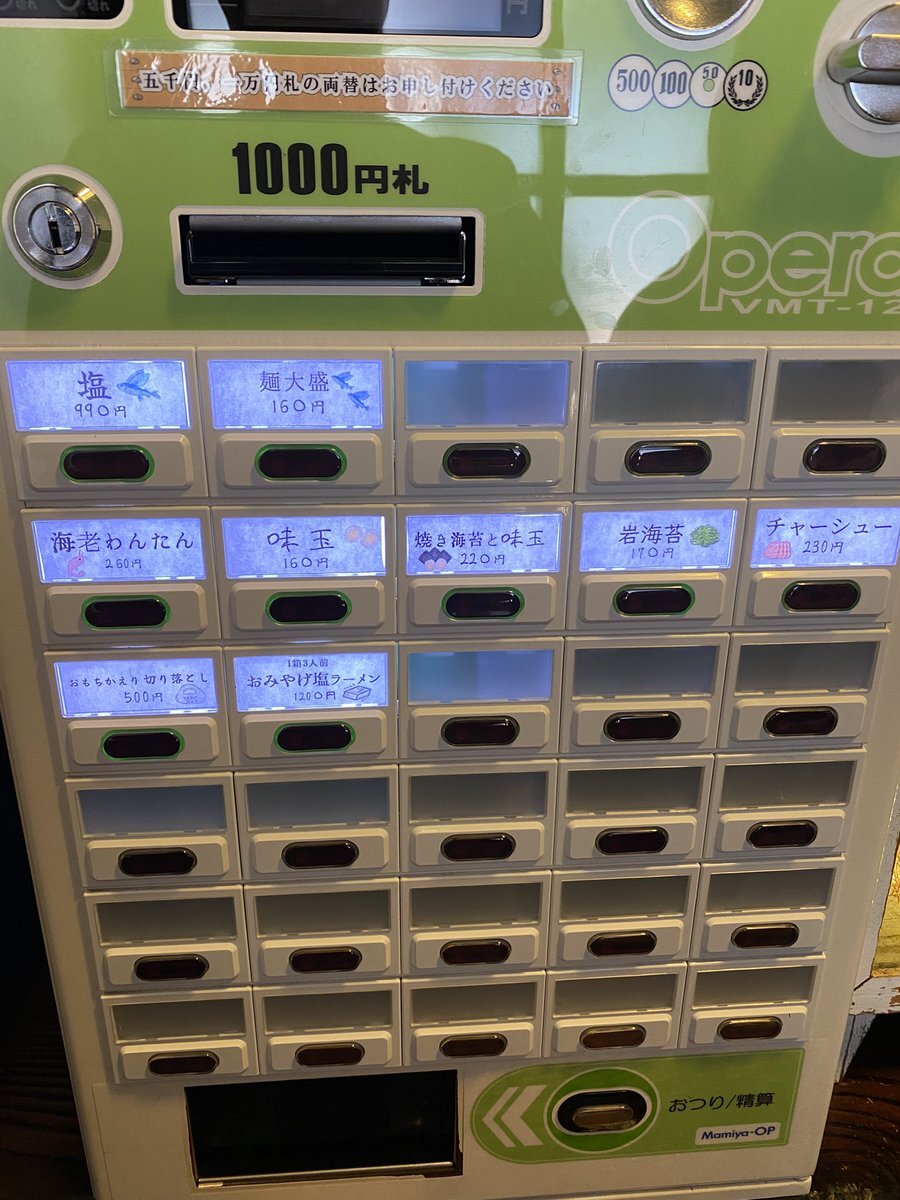 円
五千円、一万円札の両替はお申し付けください
500 100 50 10
1000円札
Opera
VMT-12
塩
990円
麺大盛
160円
海老わんたん
260円
味玉
160円
焼き海苔と味玉
220円
岩海苔
170円
チャーシュー
230円
おもちかえり切り落とし
500円
1箱3人前
おみやげ塩ラーメン
1200円
おつり/精算
Mamiya-OP